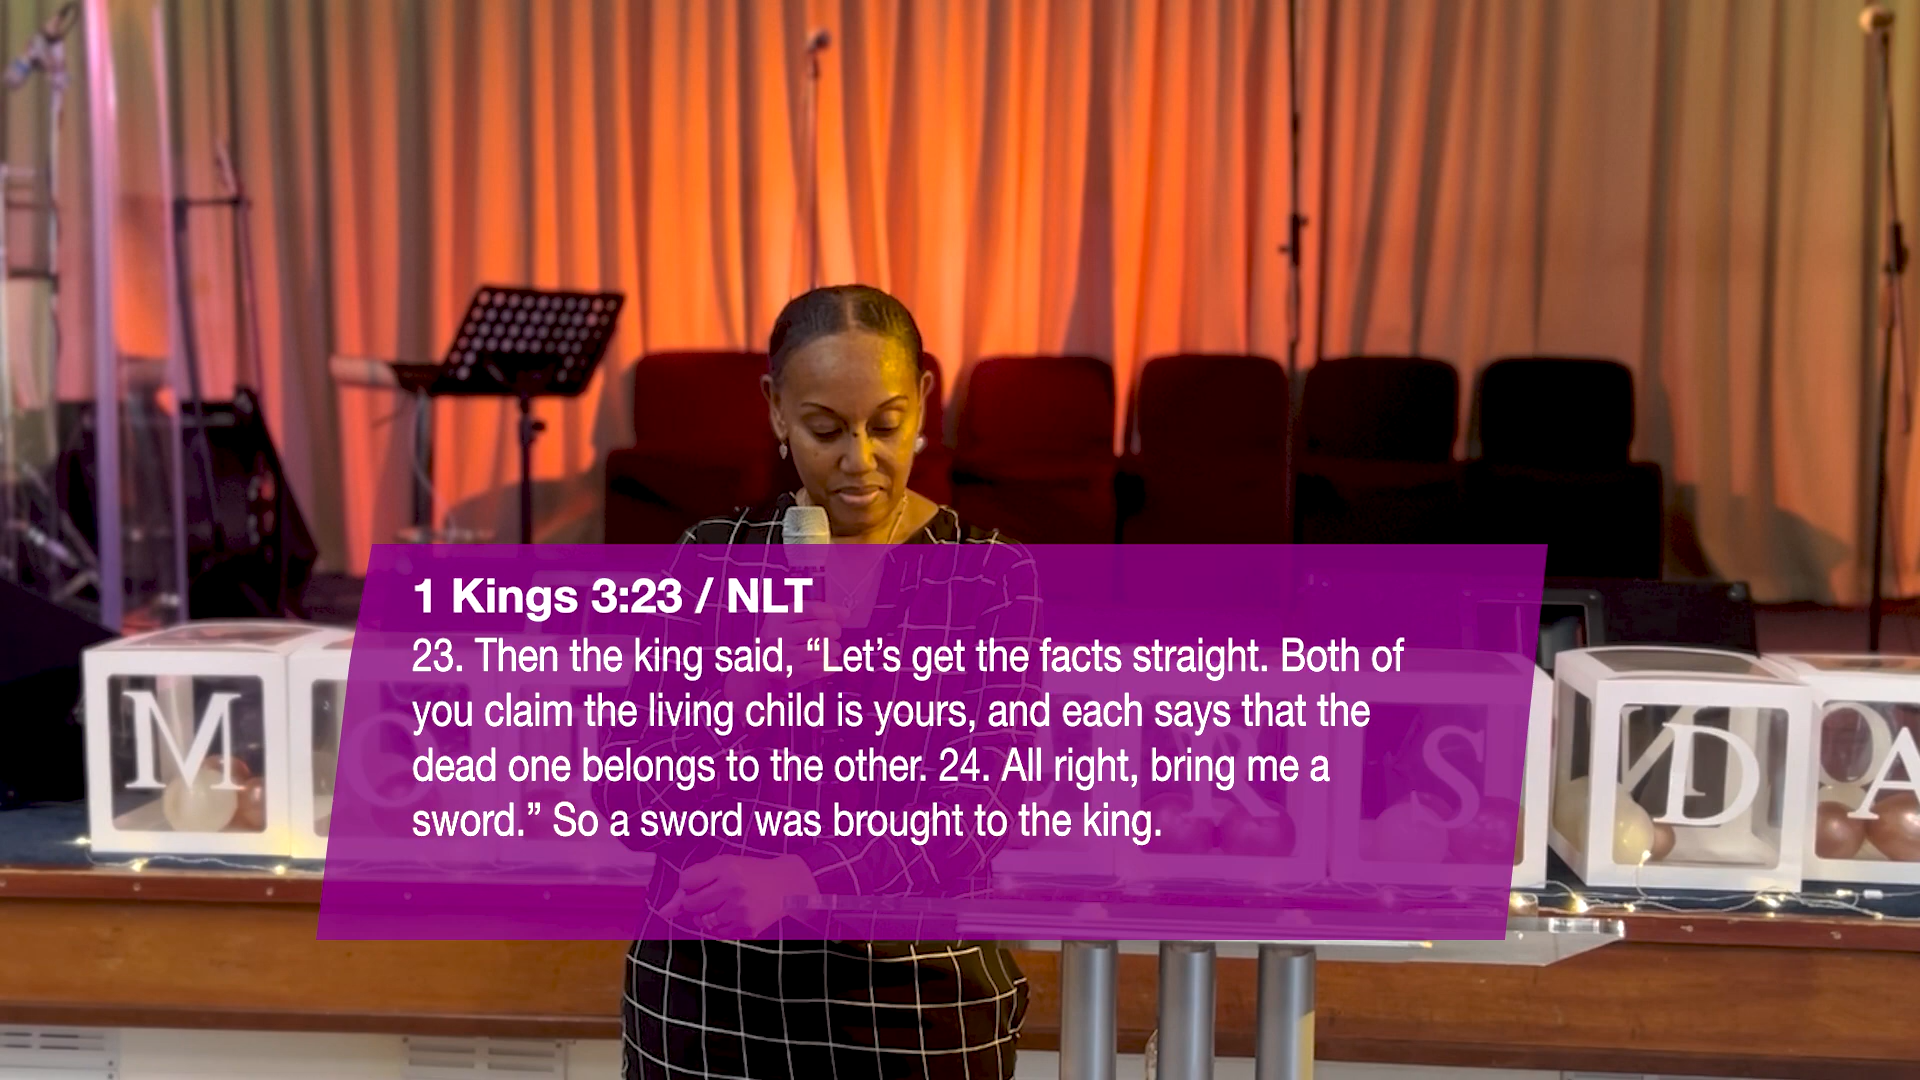 1 Kings 3:23 / NLT
23. Then the king said, “Let’s get the facts straight. Both of
you claim the living child is yours, and each says that the
dead one belongs to the other. 24. All right, bring me a
sword.” So a sword was brought to the king.
M O T H E R S D A